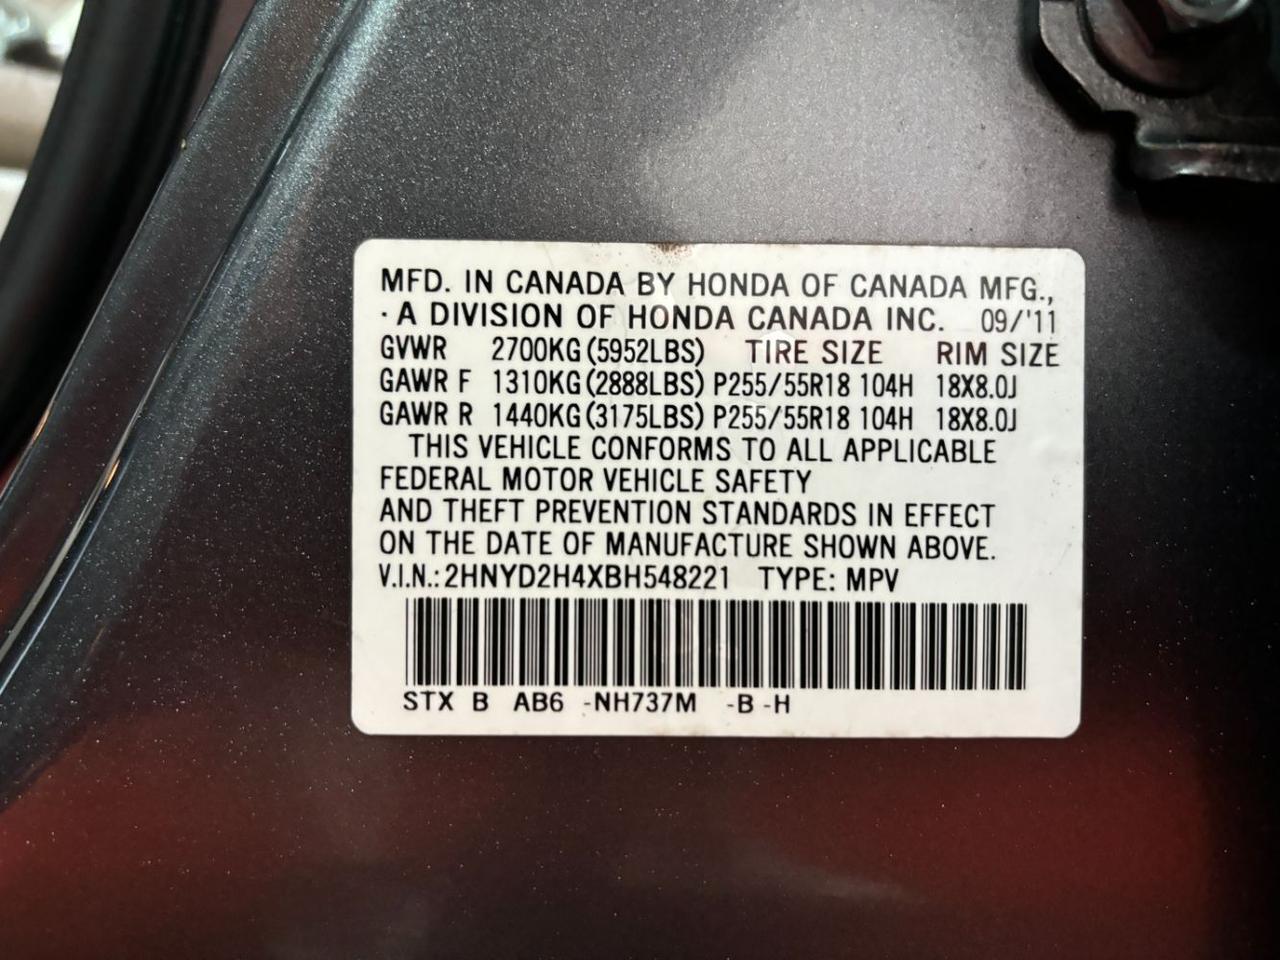 MFD. IN CANADA BY HONDA OF CANADA MFG.,
· A DIVISION OF HONDA CANADA INC. 09/'11
GVWR 2700KG(5952LBS) TIRE SIZE RIM SIZE
GAWR F 1310KG(2888LBS) P255/55R18 104H 18X8.0J
GAWR R 1440KG(3175LBS) P255/55R18 104H 18X8.0J
THIS VEHICLE CONFORMS TO ALL APPLICABLE
FEDERAL MOTOR VEHICLE SAFETY
AND THEFT PREVENTION STANDARDS IN EFFECT
ON THE DATE OF MANUFACTURE SHOWN ABOVE.
V.I.N.: 2HNYD2H4XBH548221 TYPE: MPV
STX B AB6 -NH737M -B -H